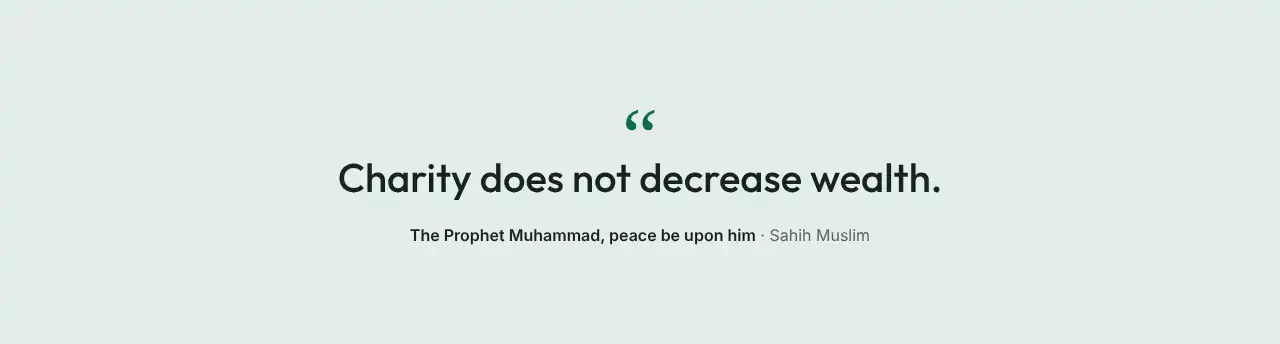 “
Charity does not decrease wealth.
The Prophet Muhammad, peace be upon him · Sahih Muslim